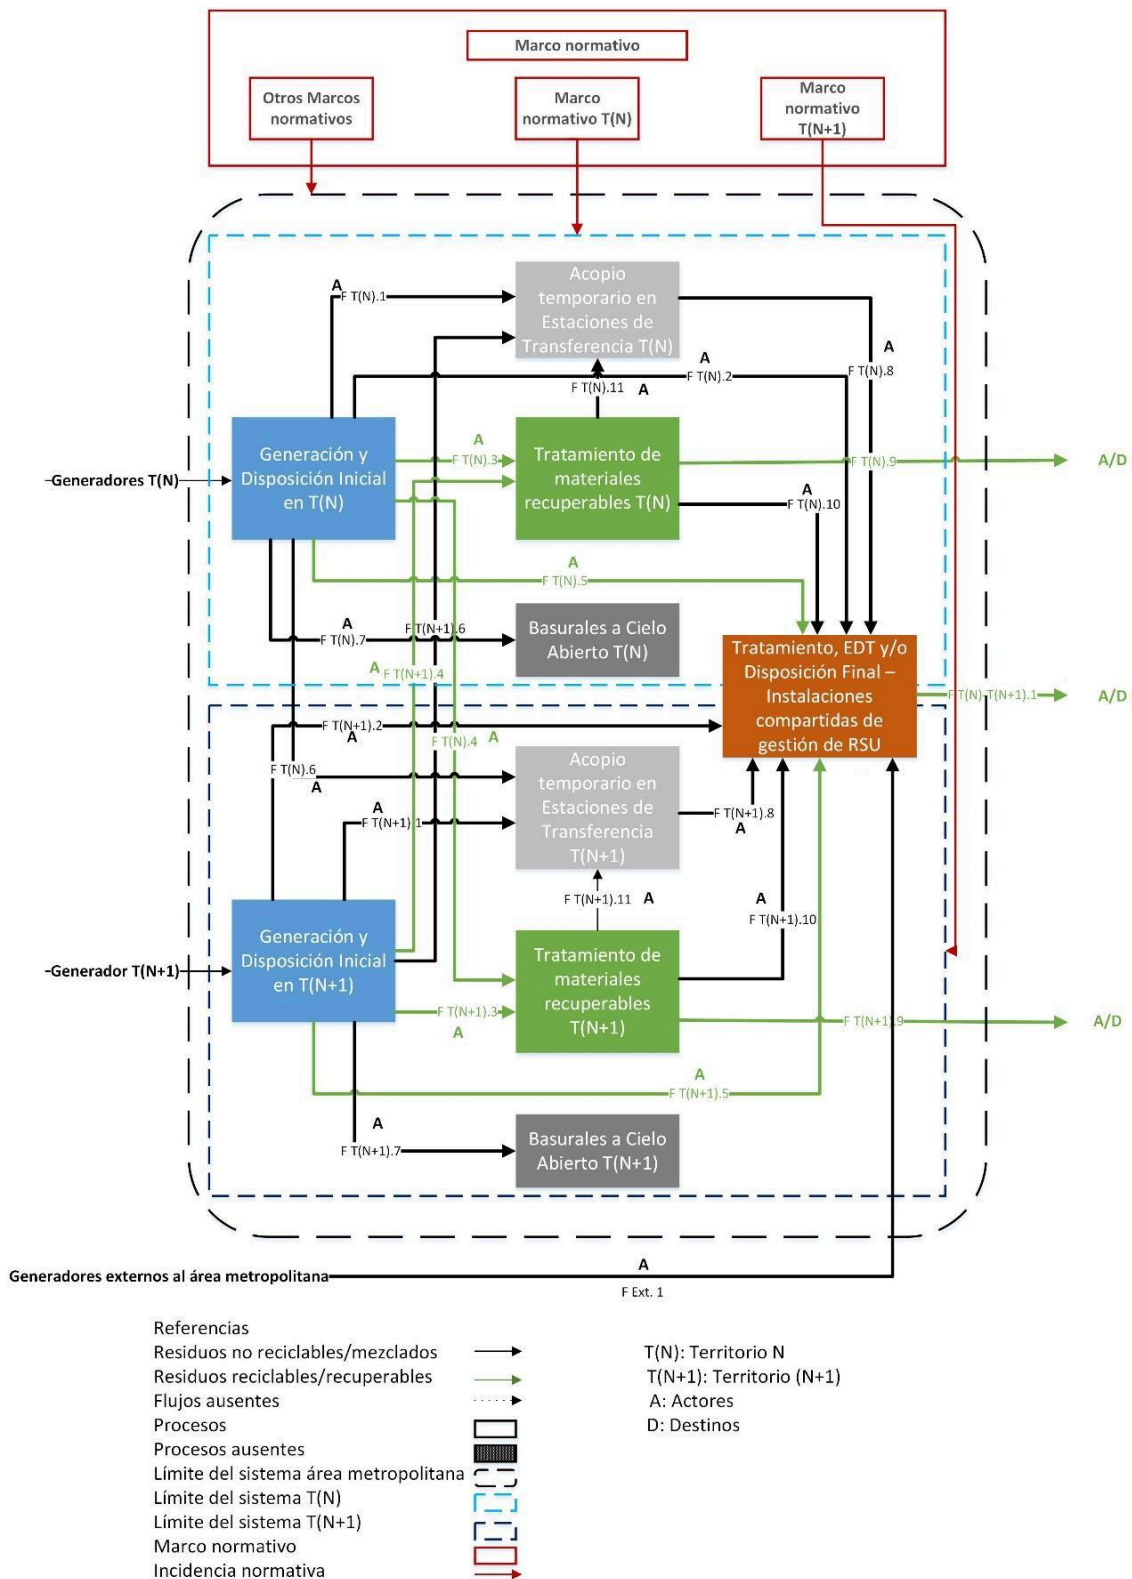 Marco normativo
Otros Marcos
normativos
Marco
normativo T(N)
Marco
normativo
T(N+1)
Acopio
temporario en
Estaciones de
Transferencia T(N)
A
F T(N).1
A
F T(N).2
A
F T(N).8
F T(N).11
A
Generadores T(N)
Generación y
Disposición Inicial
en T(N)
A
F T(N).3
Tratamiento de
materiales
recuperables T(N)
F T(N).9
A/D
A
F T(N).10
A
F T(N).5
A
F T(N).7
F T(N+1).6
Basurales a Cielo
Abierto T(N)
A
F T(N+1).4
Tratamiento, EDT y/o
Disposición Final –
Instalaciones
compartidas de
gestión de RSU
F T(N)-T(N+1).1
A/D
F T(N+1).2
A
F T(N).4
A
F T(N).6
A
Acopio
temporario en
Estaciones de
Transferencia
T(N+1)
A
F T(N+1).1
F T(N+1).8
A
F T(N+1).11
A
A
F T(N+1).10
Generador T(N+1)
Generación y
Disposición Inicial
en T(N+1)
Tratamiento de
materiales
recuperables
T(N+1)
F T(N+1).3
A
F T(N+1).9
A/D
A
F T(N+1).5
A
F T(N+1).7
Basurales a Cielo
Abierto T(N+1)
Generadores externos al área metropolitana
A
F Ext. 1
Referencias
Residuos no reciclables/mezclados
Residuos reciclables/recuperables
Flujos ausentes
Procesos
Procesos ausentes
Límite del sistema área metropolitana
Límite del sistema T(N)
Límite del sistema T(N+1)
Marco normativo
Incidencia normativa
T(N): Territorio N
T(N+1): Territorio (N+1)
A: Actores
D: Destinos